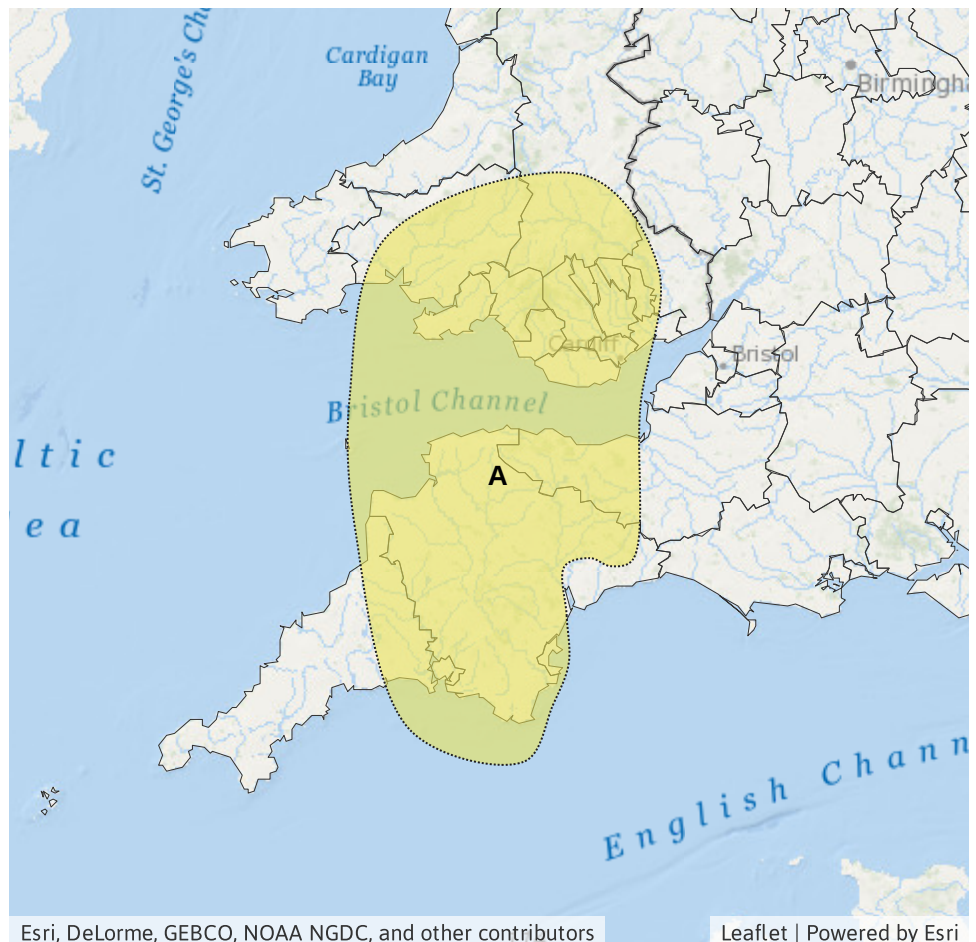 St. George's Cha
Cardigan
Bay
Birmingha
Cardiff
Bristol
Bristol Channel
ltic
ea
A
English Chann
Esri, DeLorme, GEBCO, NOAA NGDC, and other contributors
Leaflet | Powered by Esri